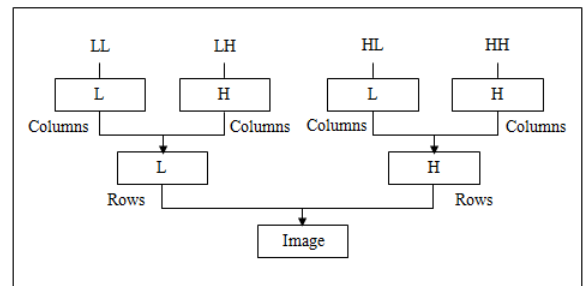 LL LH HL HH
L H L H
Columns Columns Columns Columns
L H
Rows Rows
Image